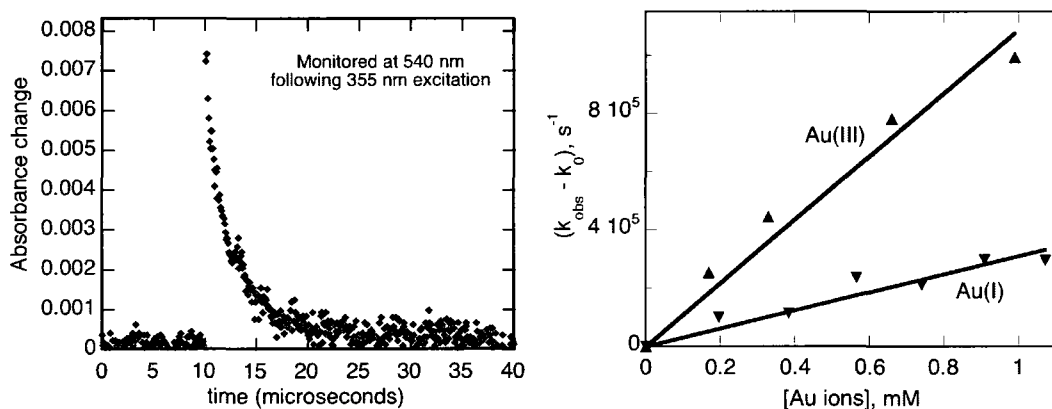 0.008
0.007
0.006
0.005
0.004
0.003
0.002
0.001
0
Absorbance change
Monitored at 540 nm
following 355 nm excitation
0 5 10 15 20 25 30 35 40
time (microseconds)
(k_obs - k_0), s^-1
8 10^5
4 10^5
0
Au(III)
Au(I)
0 0.2 0.4 0.6 0.8 1
[Au ions], mM